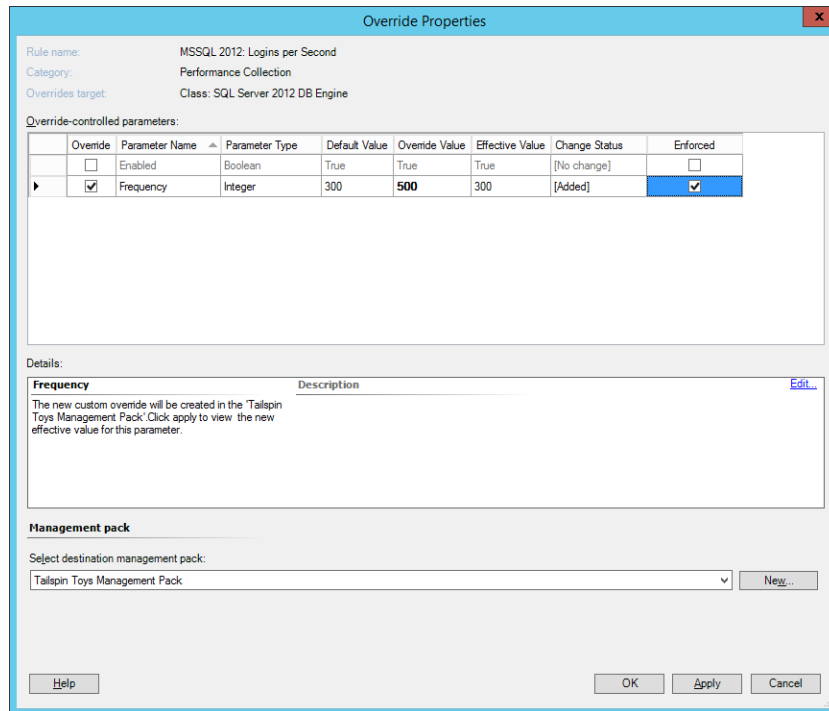 Override Properties
x
Rule name: MSSQL 2012: Logins per Second
Category: Performance Collection
Overrides target: Class: SQL Server 2012 DB Engine
Override-controlled parameters:
Override Parameter Name Parameter Type Default Value Override Value Effective Value Change Status Enforced
Enabled Boolean True True True [No change]
Frequency Integer 300 500 300 [Added]
Details:
Frequency Description Edit...
The new custom override will be created in the 'Tailspin
Toys Management Pack'.Click apply to view the new
effective value for this parameter.
Management pack
Select destination management pack:
Tailspin Toys Management Pack New...
Help OK Apply Cancel